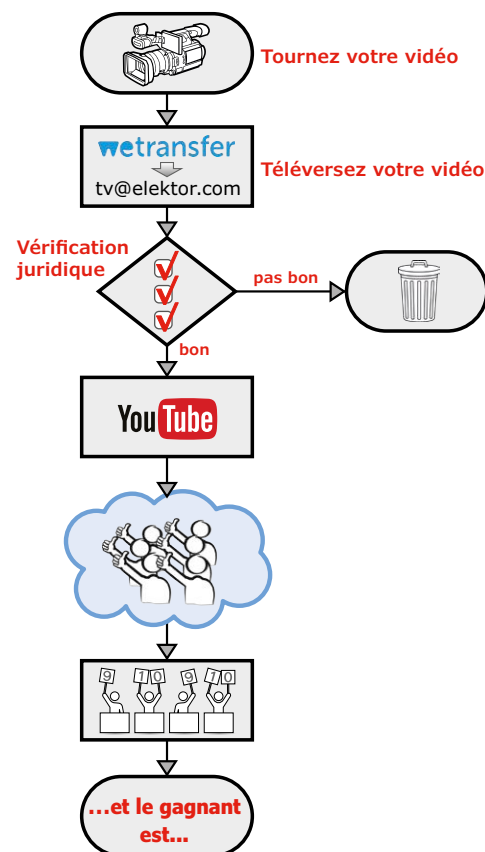 Tournez votre vidéo
wetransfer
tv@elektor.com
Téléversez votre vidéo
Vérification
juridique
pas bon
bon
YouTube
9 10 9 10
...et le gagnant
est...